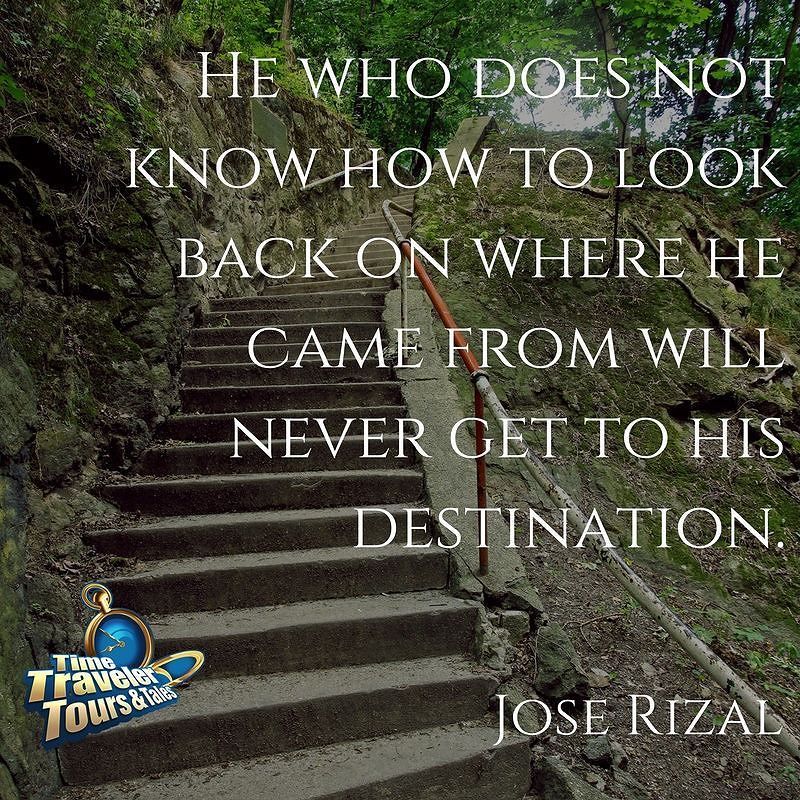 He who does not
know how to look
back on where he
came from will
never get to his
destination.
Time
Traveler
Tours & Tales
Jose Rizal